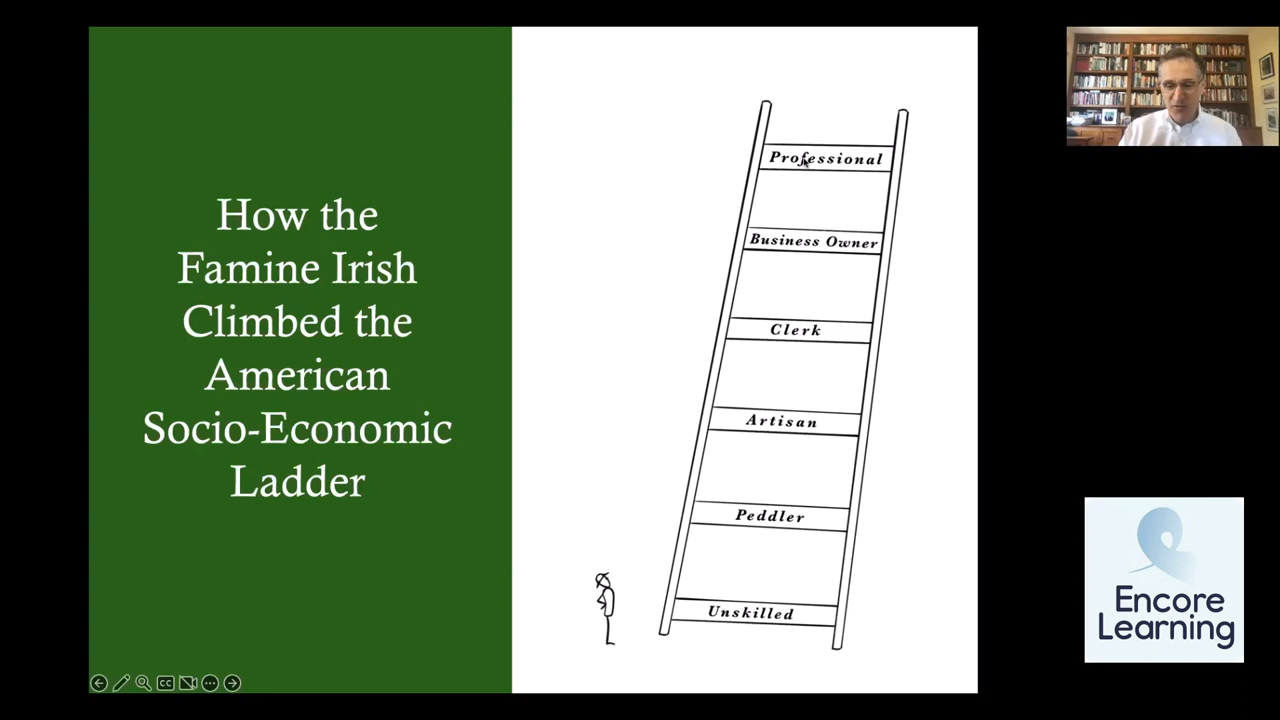 How the
Famine Irish
Climbed the
American
Socio-Economic
Ladder
Professional
Business Owner
Clerk
Artisan
Peddler
Unskilled
CC
Encore
Learning